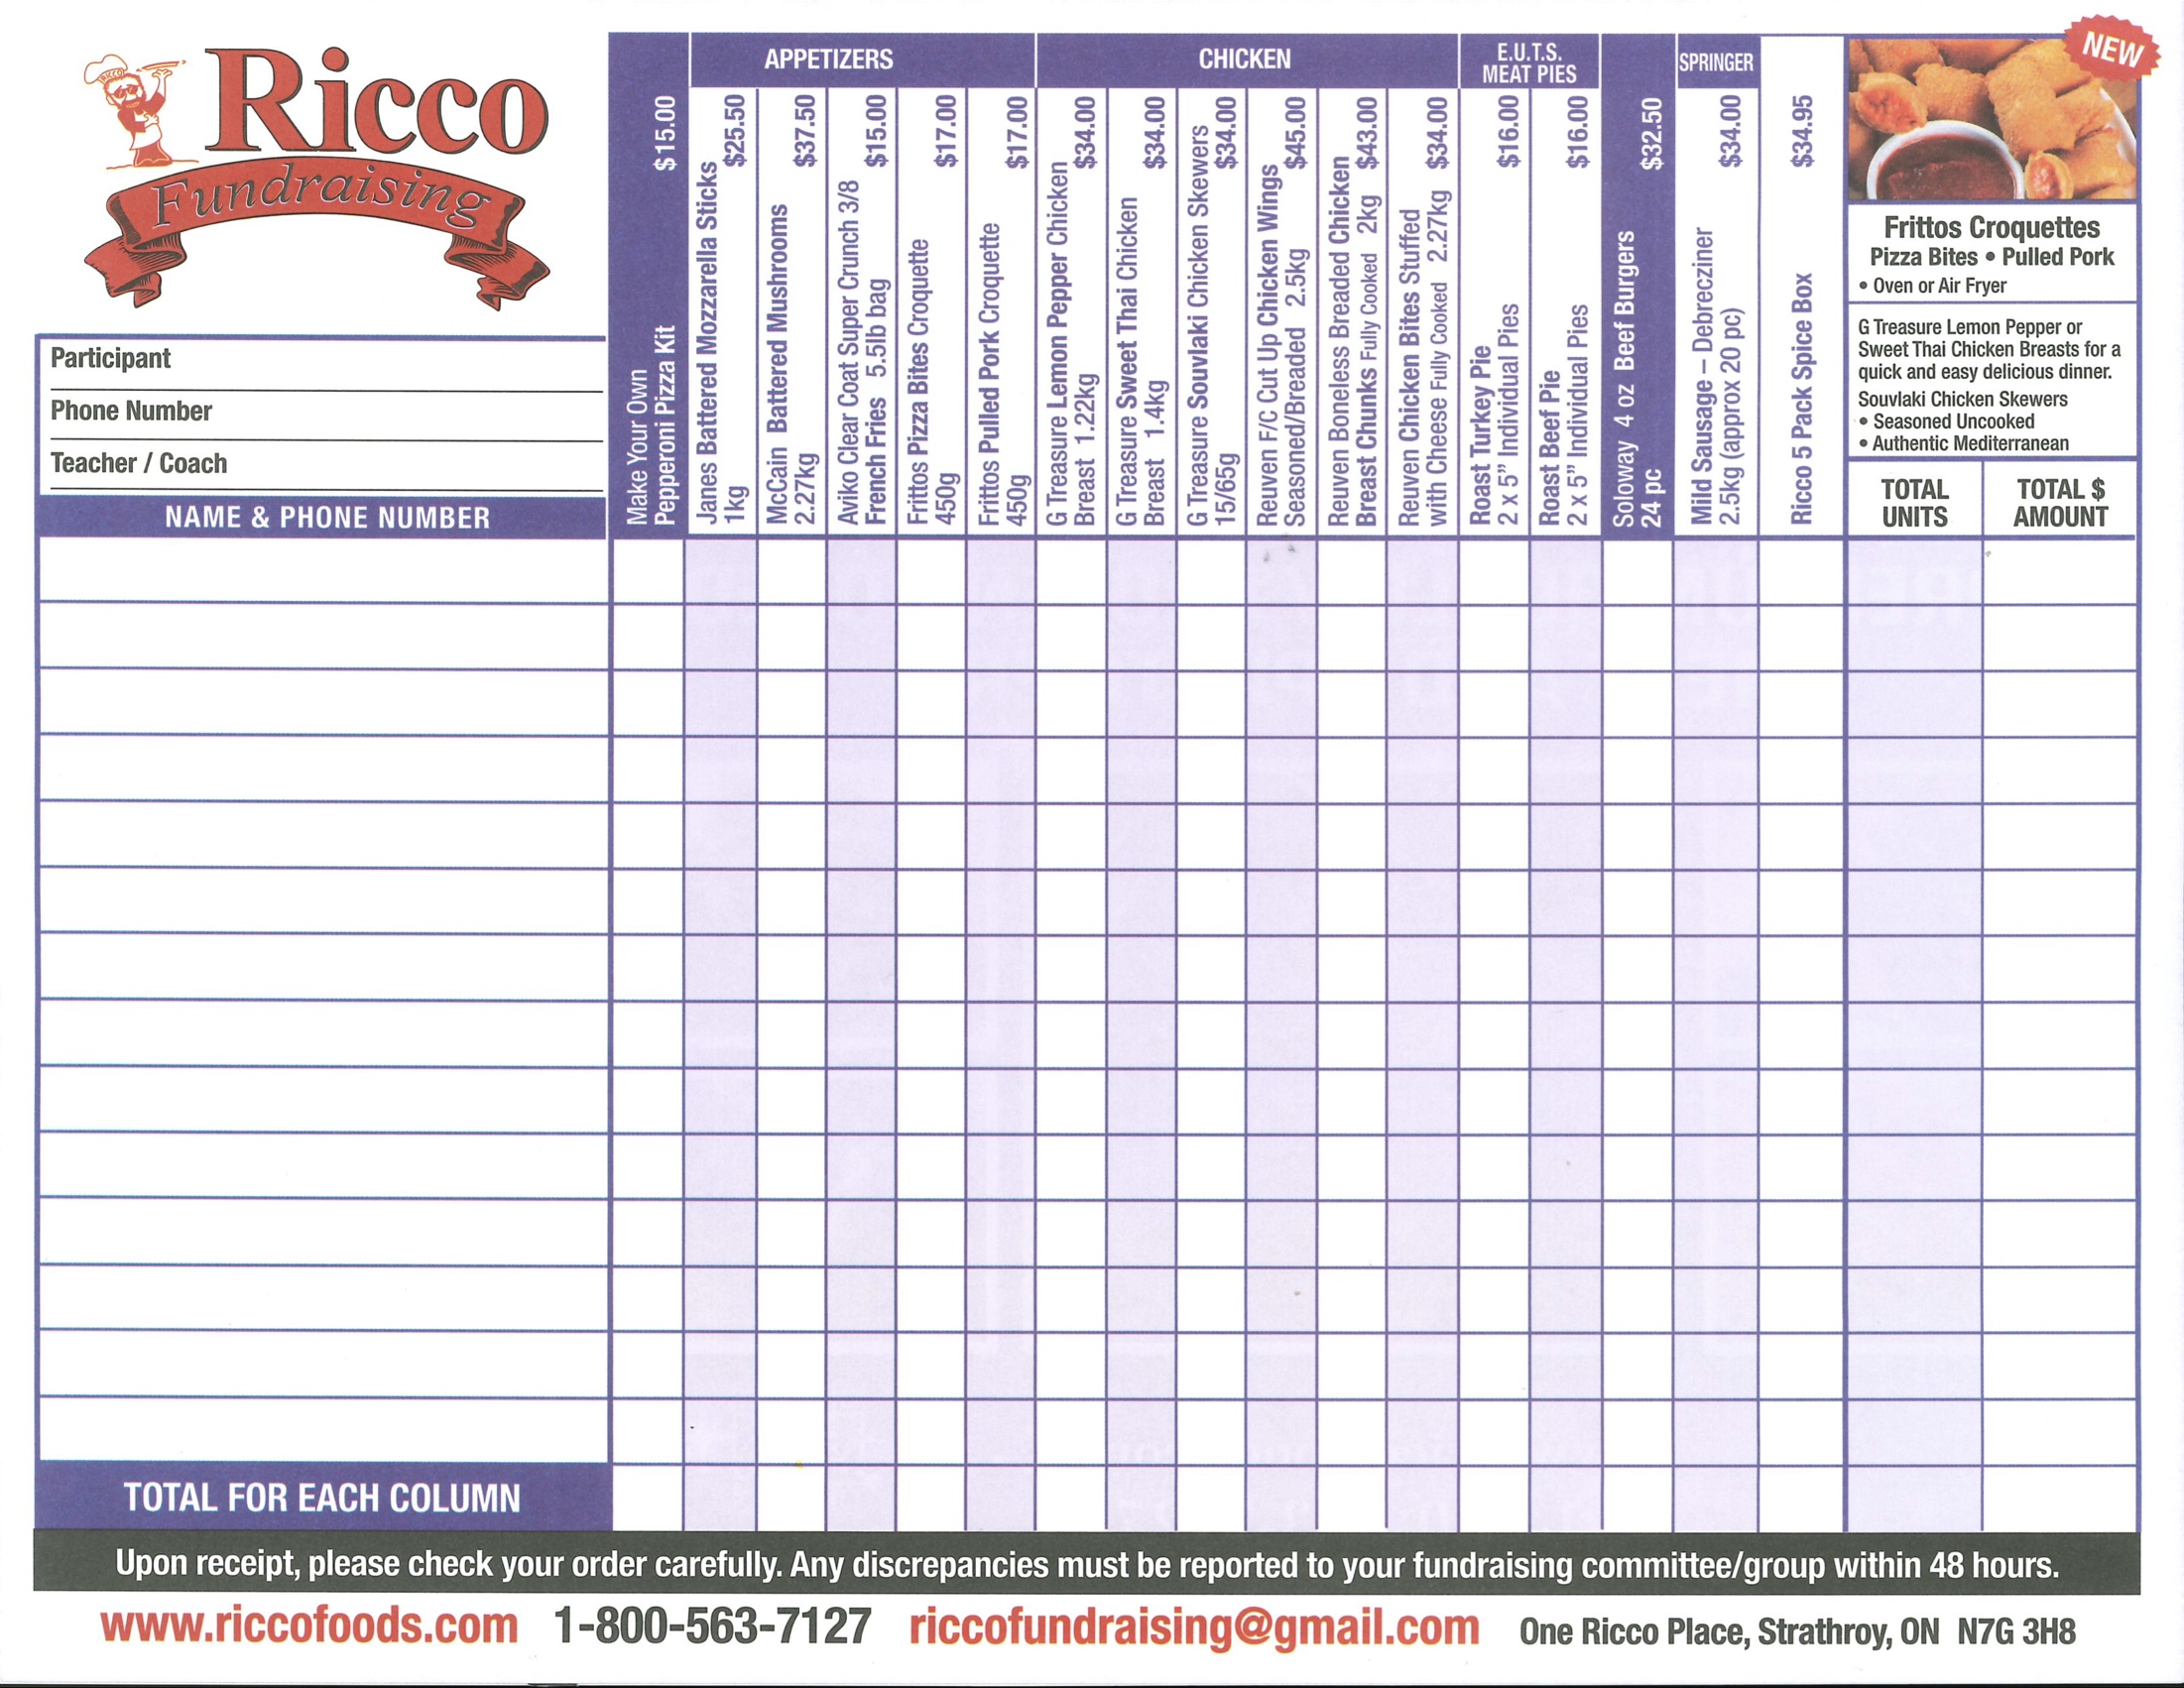 Ricco
Fundraising
RICCO
Participant
Phone Number
Teacher / Coach
NAME & PHONE NUMBER
Make Your Own
Pepperoni Pizza Kit $15.00
APPETIZERS
Janes Battered Mozzarella Sticks
1kg $25.50
McCain Battered Mushrooms
2.27kg $37.50
Aviko Clear Coat Super Crunch 3/8
French Fries 5.5lb bag $15.00
Frittos Pizza Bites Croquette
450g $17.00
Frittos Pulled Pork Croquette
450g $17.00
CHICKEN
G Treasure Lemon Pepper Chicken
Breast 1.22kg $34.00
G Treasure Sweet Thai Chicken
Breast 1.4kg $34.00
G Treasure Souvlaki Chicken Skewers
15/65g $34.00
Reuven F/C Cut Up Chicken Wings
Seasoned/Breaded 2.5kg $45.00
Reuven Boneless Breaded Chicken
Breast Chunks Fully Cooked 2kg $43.00
Reuven Chicken Bites Stuffed
with Cheese Fully Cooked 2.27kg $34.00
E.U.T.S.
MEAT PIES
Roast Turkey Pie
2 x 5” Individual Pies $16.00
Roast Beef Pie
2 x 5” Individual Pies $16.00
Soloway 4 oz Beef Burgers
24 pc $32.50
SPRINGER
Mild Sausage – Debrecziner
2.5kg (approx 20 pc) $34.00
Ricco 5 Pack Spice Box $34.95
NEW
Frittos Croquettes
Pizza Bites • Pulled Pork
• Oven or Air Fryer
G Treasure Lemon Pepper or
Sweet Thai Chicken Breasts for a
quick and easy delicious dinner.
Souvlaki Chicken Skewers
• Seasoned Uncooked
• Authentic Mediterranean
TOTAL
UNITS
TOTAL $
AMOUNT
TOTAL FOR EACH COLUMN
Upon receipt, please check your order carefully. Any discrepancies must be reported to your fundraising committee/group within 48 hours.
www.riccofoods.com 1-800-563-7127 riccofundraising@gmail.com One Ricco Place, Strathroy, ON N7G 3H8